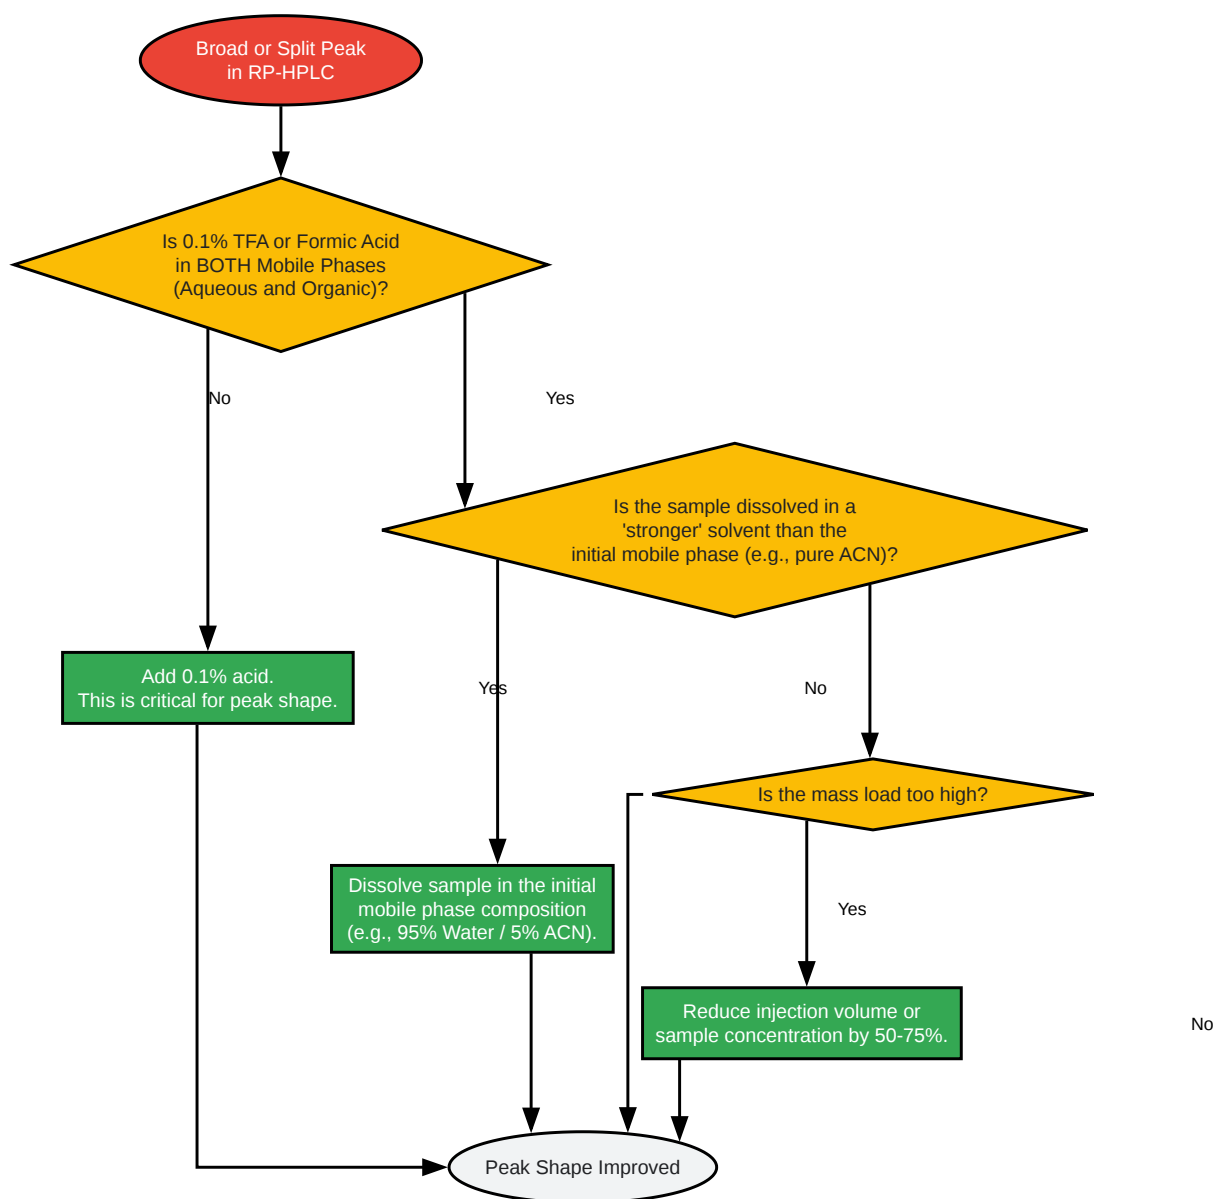 Broad or Split Peak
in RP-HPLC
Is 0.1% TFA or Formic Acid
in BOTH Mobile Phases
(Aqueous and Organic)?
No
Yes
Is the sample dissolved in a
'stronger' solvent than the
initial mobile phase (e.g., pure ACN)?
Add 0.1% acid.
This is critical for peak shape.
Yes
No
Is the mass load too high?
Dissolve sample in the initial
mobile phase composition
(e.g., 95% Water / 5% ACN).
Yes
Reduce injection volume or
sample concentration by 50-75%.
No
Peak Shape Improved